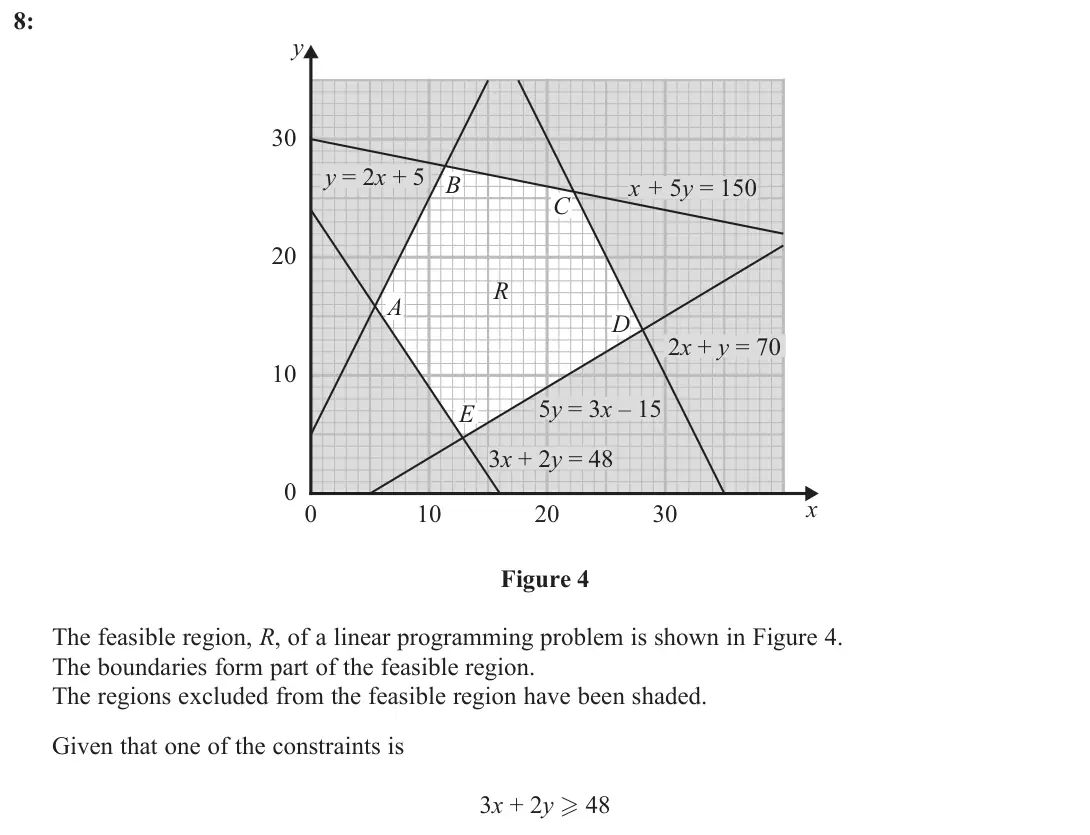 8:
y
30
y = 2x + 5
B
x + 5y = 150
C
20
A
R
D
2x + y = 70
10
E
5y = 3x – 15
3x + 2y = 48
0
0 10 20 30 x
Figure 4
The feasible region, R, of a linear programming problem is shown in Figure 4.
The boundaries form part of the feasible region.
The regions excluded from the feasible region have been shaded.
Given that one of the constraints is
3x + 2y ⩾ 48